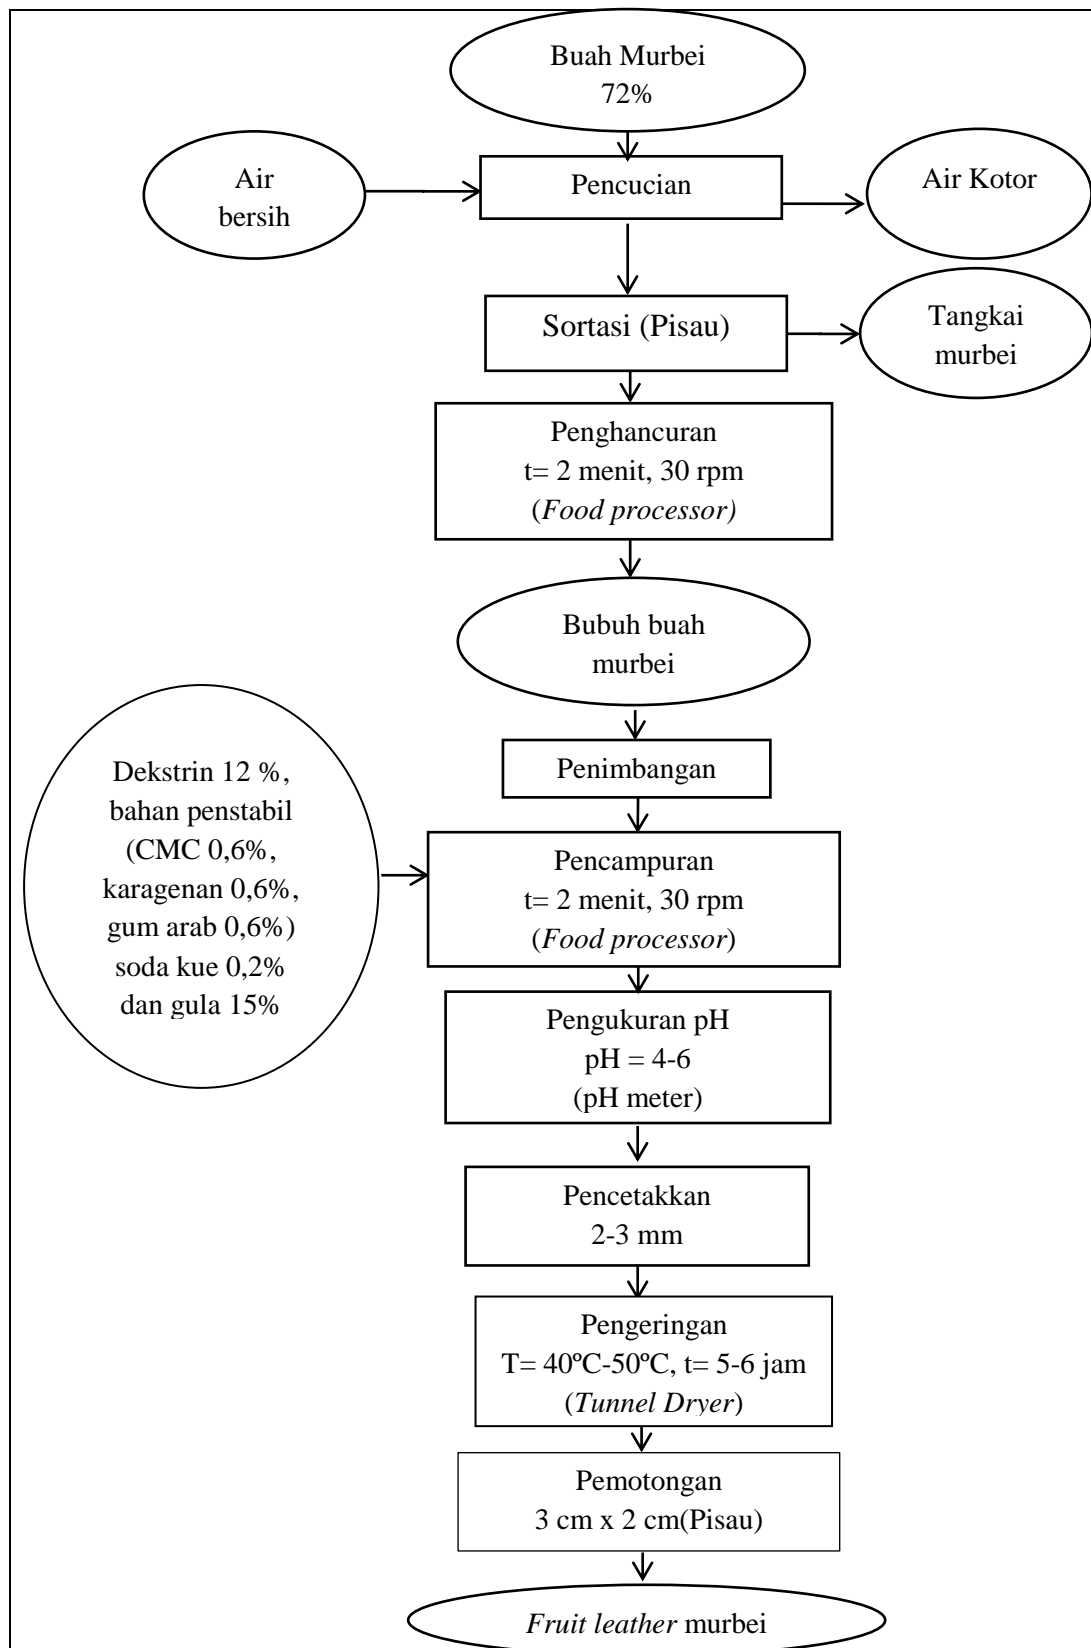 Buah Murbei
72%
Air
bersih
Pencucian
Air Kotor
Sortasi (Pisau)
Tangkai
murbei
Penghancuran
t= 2 menit, 30 rpm
(Food processor)
Bubuh buah
murbei
Penimbangan
Dekstrin 12 %,
bahan penstabil
(CMC 0,6%,
karagenan 0,6%,
gum arab 0,6%)
soda kue 0,2%
dan gula 15%
Pencampuran
t= 2 menit, 30 rpm
(Food processor)
Pengukuran pH
pH = 4-6
(pH meter)
Pencetakkan
2-3 mm
Pengeringan
T= 40ºC-50ºC, t= 5-6 jam
(Tunnel Dryer)
Pemotongan
3 cm x 2 cm(Pisau)
Fruit leather murbei